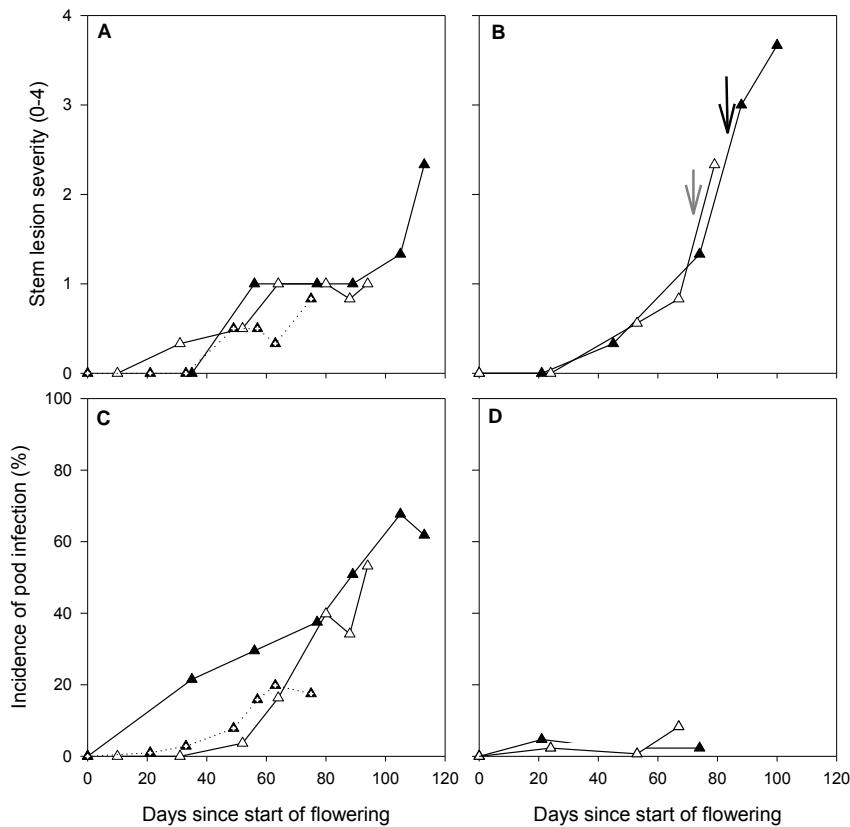 A
B
Stem lesion severity (0-4)
4
3
2
1
0
C
D
Incidence of pod infection (%)
100
80
60
40
20
0
0 20 40 60 80 100 120
0 20 40 60 80 100 120
Days since start of flowering
Days since start of flowering